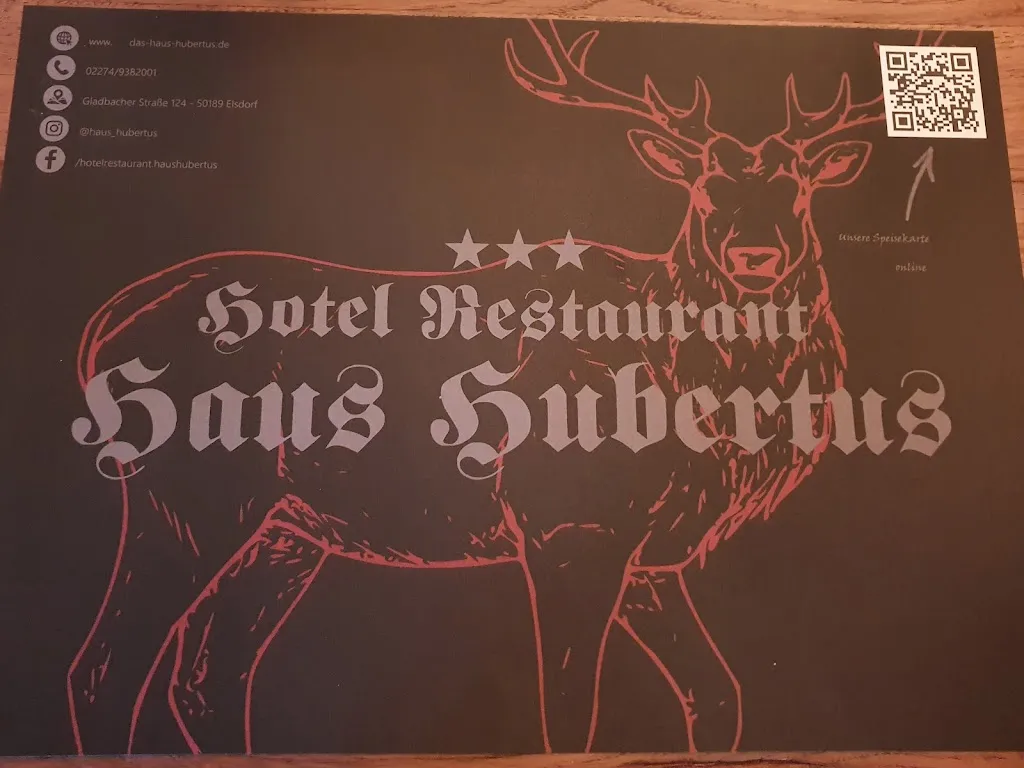 www. das-haus-hubertus.de
02274/9382001
Gladbacher Straße 124 - 50189 Elsdorf
@haus_hubertus
/hotelrestaurant.haushubertus
Unsere Speisekarte
online
Hotel Restaurant
Haus Hubertus